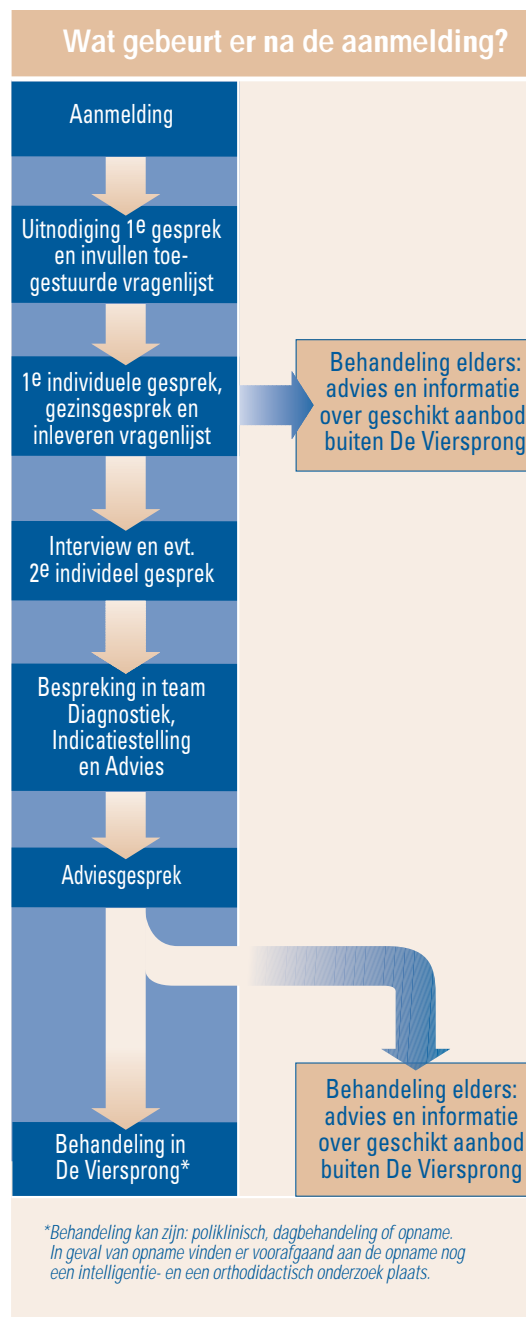 Wat gebeurt er na de aanmelding?
Aanmelding
Uitnodiging 1e gesprek
en invullen toe-
gestuurde vragenlijst
1e individuele gesprek,
gezinsgesprek en
inleveren vragenlijst
Behandeling elders:
advies en informatie
over geschikt aanbod
buiten De Viersprong
Interview en evt.
2e individeel gesprek
Bespreking in team
Diagnostiek,
Indicatiestelling
en Advies
Adviesgesprek
Behandeling elders:
advies en informatie
over geschikt aanbod
buiten De Viersprong
Behandeling in
De Viersprong*
*Behandeling kan zijn: poliklinisch, dagbehandeling of opname.
In geval van opname vinden er voorafgaand aan de opname nog
een intelligentie- en een orthodidactisch onderzoek plaats.